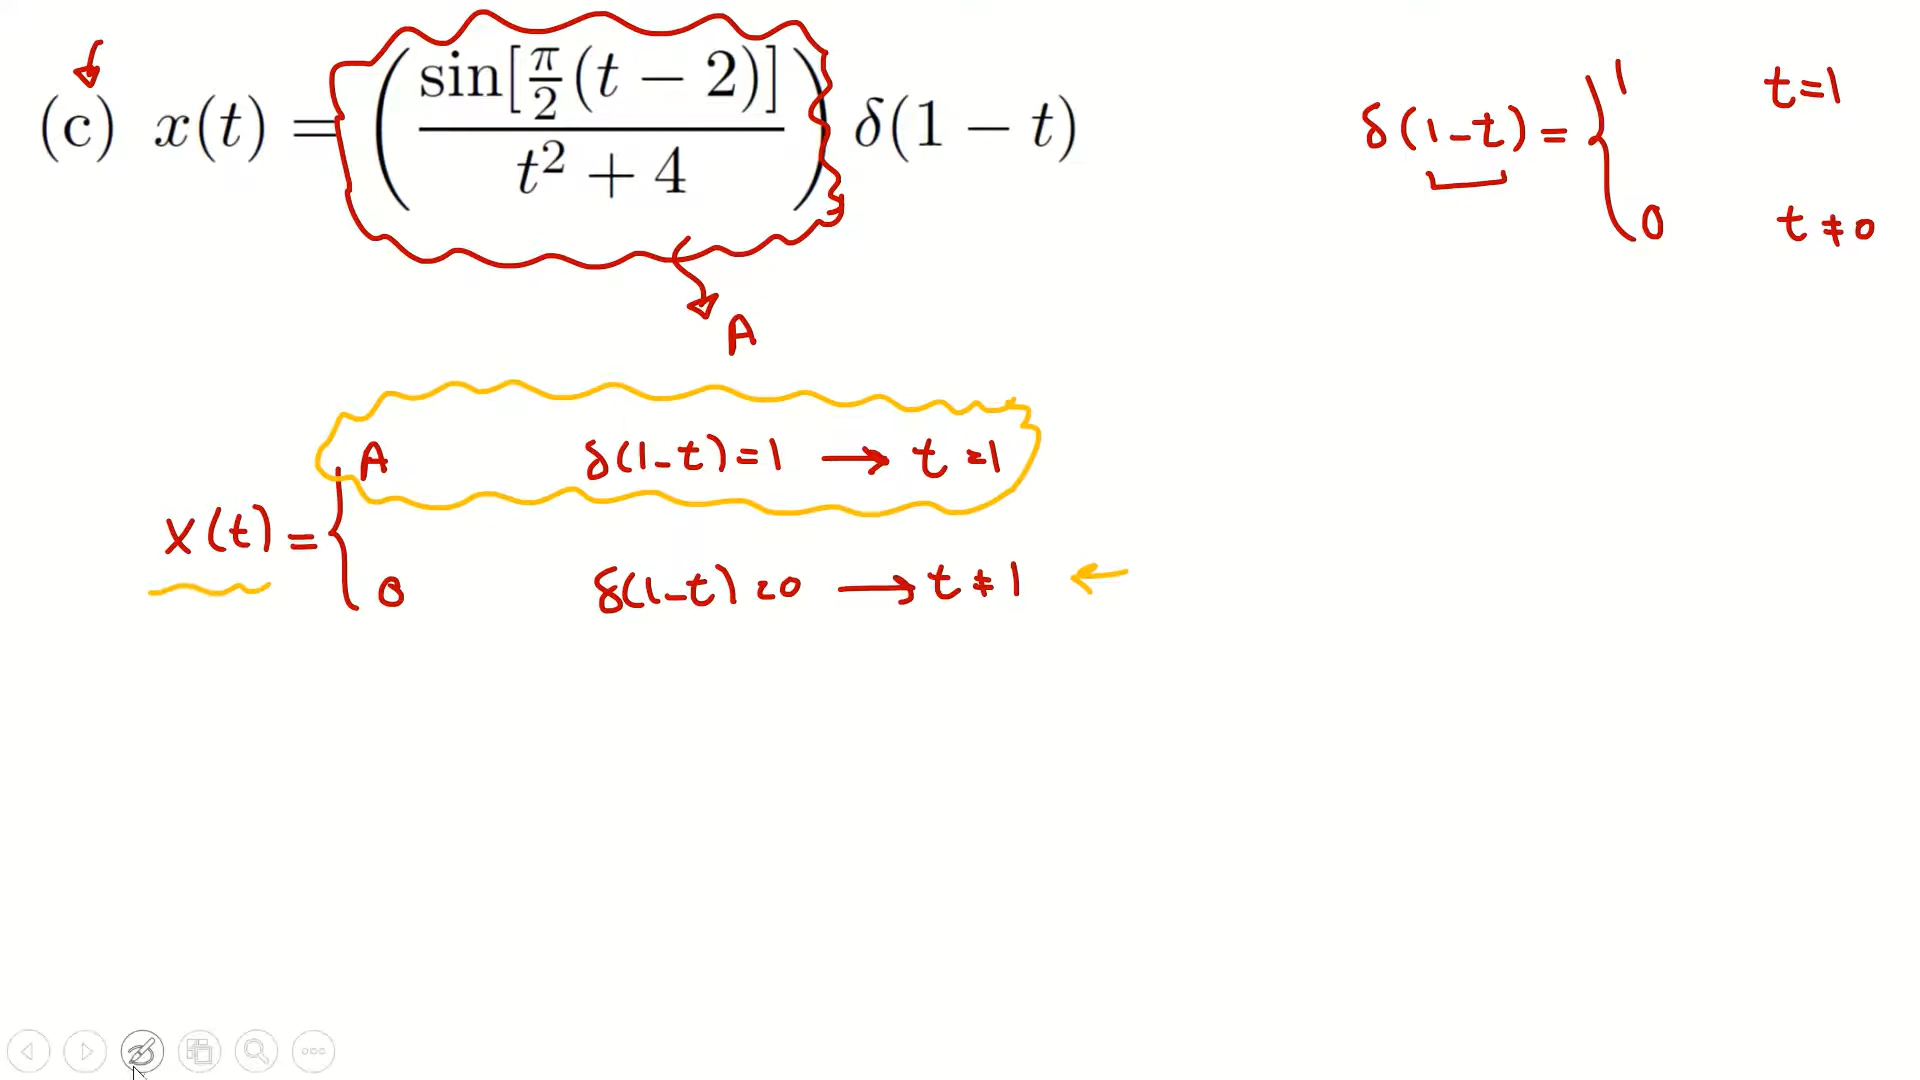 (c) x(t) = ( sin[π/2(t − 2)] / t² + 4 ) δ(1 − t)
δ(1-t) = { 1 t=1
0 t≠0
A
x(t) = { A δ(1-t)=1 → t=1
0 δ(1-t)=0 → t≠1